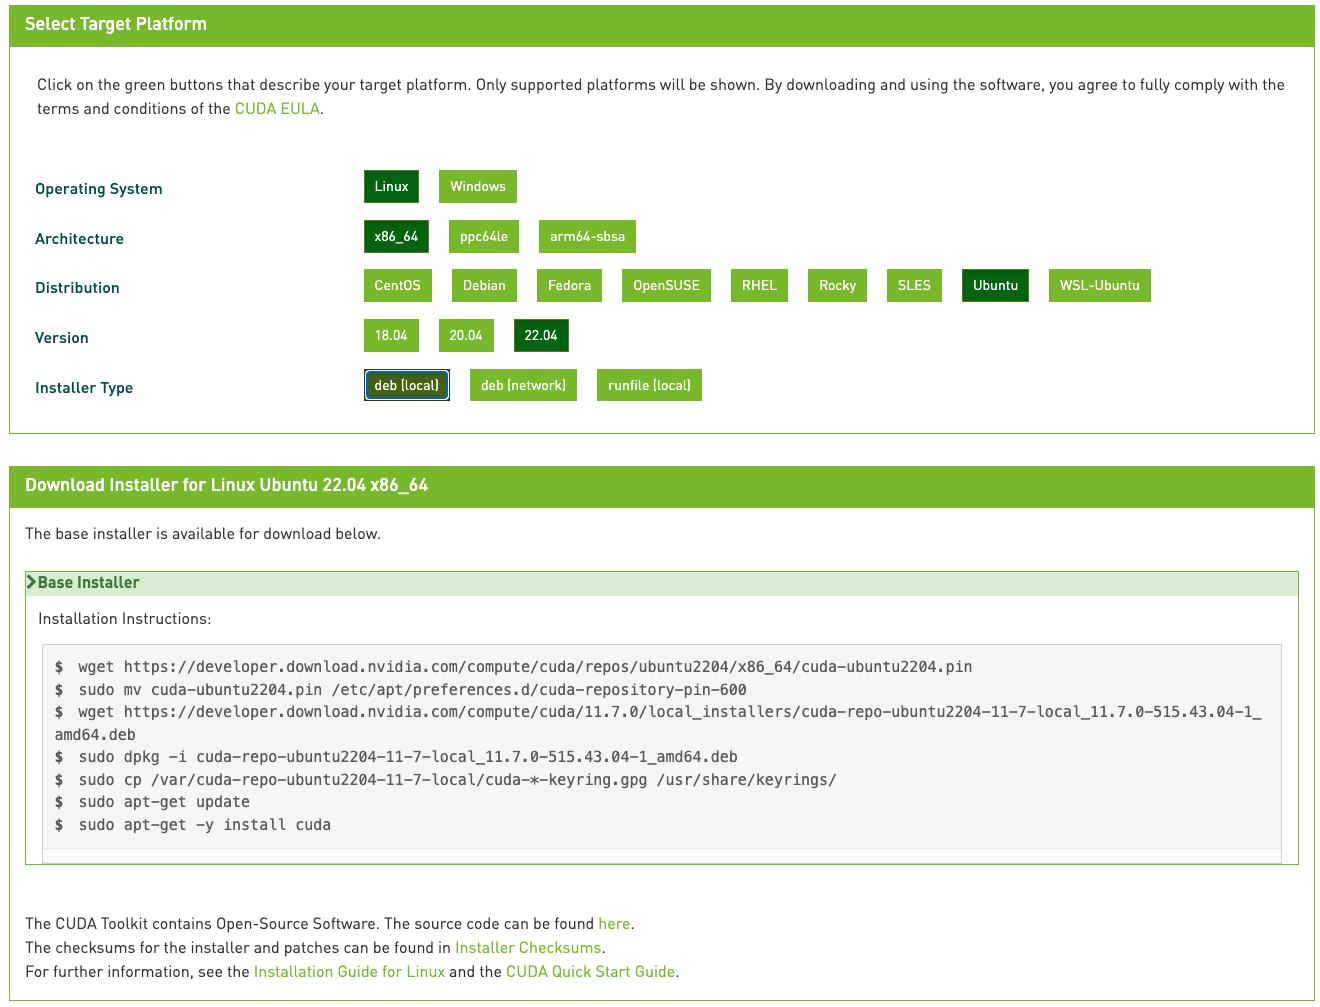 Select Target Platform
Click on the green buttons that describe your target platform. Only supported platforms will be shown. By downloading and using the software, you agree to fully comply with the
terms and conditions of the CUDA EULA.
Operating System Linux Windows
Architecture x86_64 ppc64le arm64-sbsa
Distribution CentOS Debian Fedora OpenSUSE RHEL Rocky SLES Ubuntu WSL-Ubuntu
Version 18.04 20.04 22.04
Installer Type deb (local) deb (network) runfile (local)
Download Installer for Linux Ubuntu 22.04 x86_64
The base installer is available for download below.
Base Installer
Installation Instructions:
$ wget https://developer.download.nvidia.com/compute/cuda/repos/ubuntu2204/x86_64/cuda-ubuntu2204.pin
$ sudo mv cuda-ubuntu2204.pin /etc/apt/preferences.d/cuda-repository-pin-600
$ wget https://developer.download.nvidia.com/compute/cuda/11.7.0/local_installers/cuda-repo-ubuntu2204-11-7-local_11.7.0-515.43.04-1_
amd64.deb
$ sudo dpkg -i cuda-repo-ubuntu2204-11-7-local_11.7.0-515.43.04-1_amd64.deb
$ sudo cp /var/cuda-repo-ubuntu2204-11-7-local/cuda-*-keyring.gpg /usr/share/keyrings/
$ sudo apt-get update
$ sudo apt-get -y install cuda
The CUDA Toolkit contains Open-Source Software. The source code can be found here.
The checksums for the installer and patches can be found in Installer Checksums.
For further information, see the Installation Guide for Linux and the CUDA Quick Start Guide.